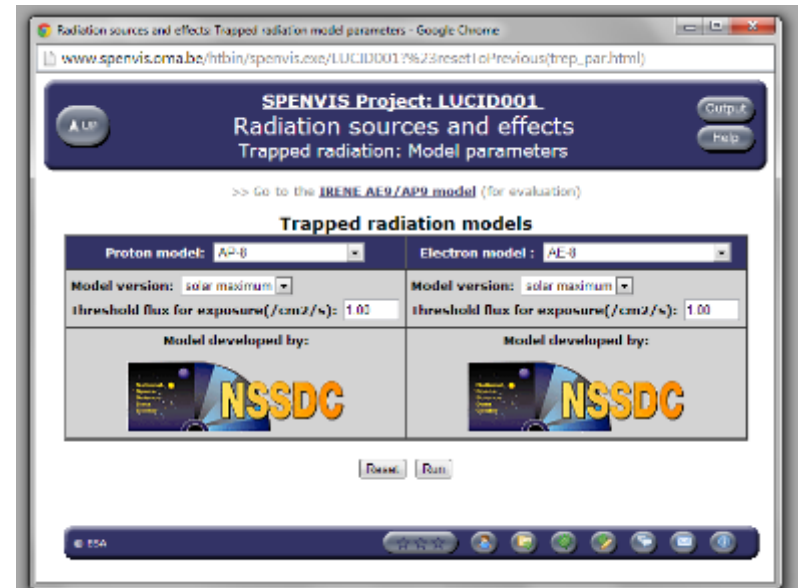 Radiation sources and effects: Trapped radiation model parameters - Google Chrome
www.spenvis.oma.be/htbin/spenvis.exe/LUCID001?%23resetToPrevious(trep_par.html)
UP
SPENVIS Project: LUCID001
Radiation sources and effects
Trapped radiation: Model parameters
Output
Help
>> Go to the IRENE AE9/AP9 model (for evaluation)
Trapped radiation models
Proton model: AP-8
Electron model : AE-8
Model version: solar maximum
Model version: solar maximum
Threshold flux for exposure(/cm2/s): 1.00
Threshold flux for exposure(/cm2/s): 1.00
Model developed by:
Model developed by:
NSSDC
NSSDC
Reset Run
© ESA